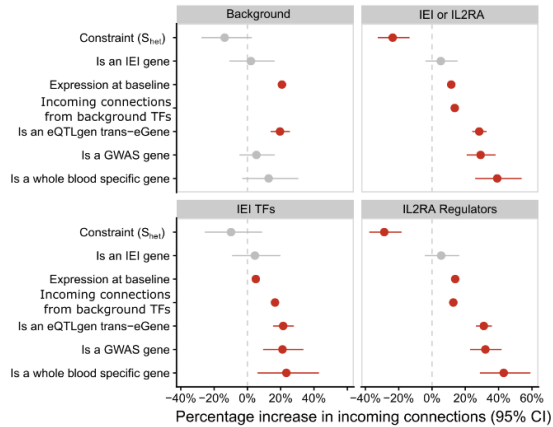 Background
IEI or IL2RA
Constraint (Shet)
Is an IEI gene
Expression at baseline
Incoming connections
from background TFs
Is an eQTLgen trans−eGene
Is a GWAS gene
Is a whole blood specific gene
IEI TFs
IL2RA Regulators
Constraint (Shet)
Is an IEI gene
Expression at baseline
Incoming connections
from background TFs
Is an eQTLgen trans−eGene
Is a GWAS gene
Is a whole blood specific gene
−40% −20% 0% 20% 40% 60% −40% −20% 0% 20% 40% 60%
Percentage increase in incoming connections (95% CI)